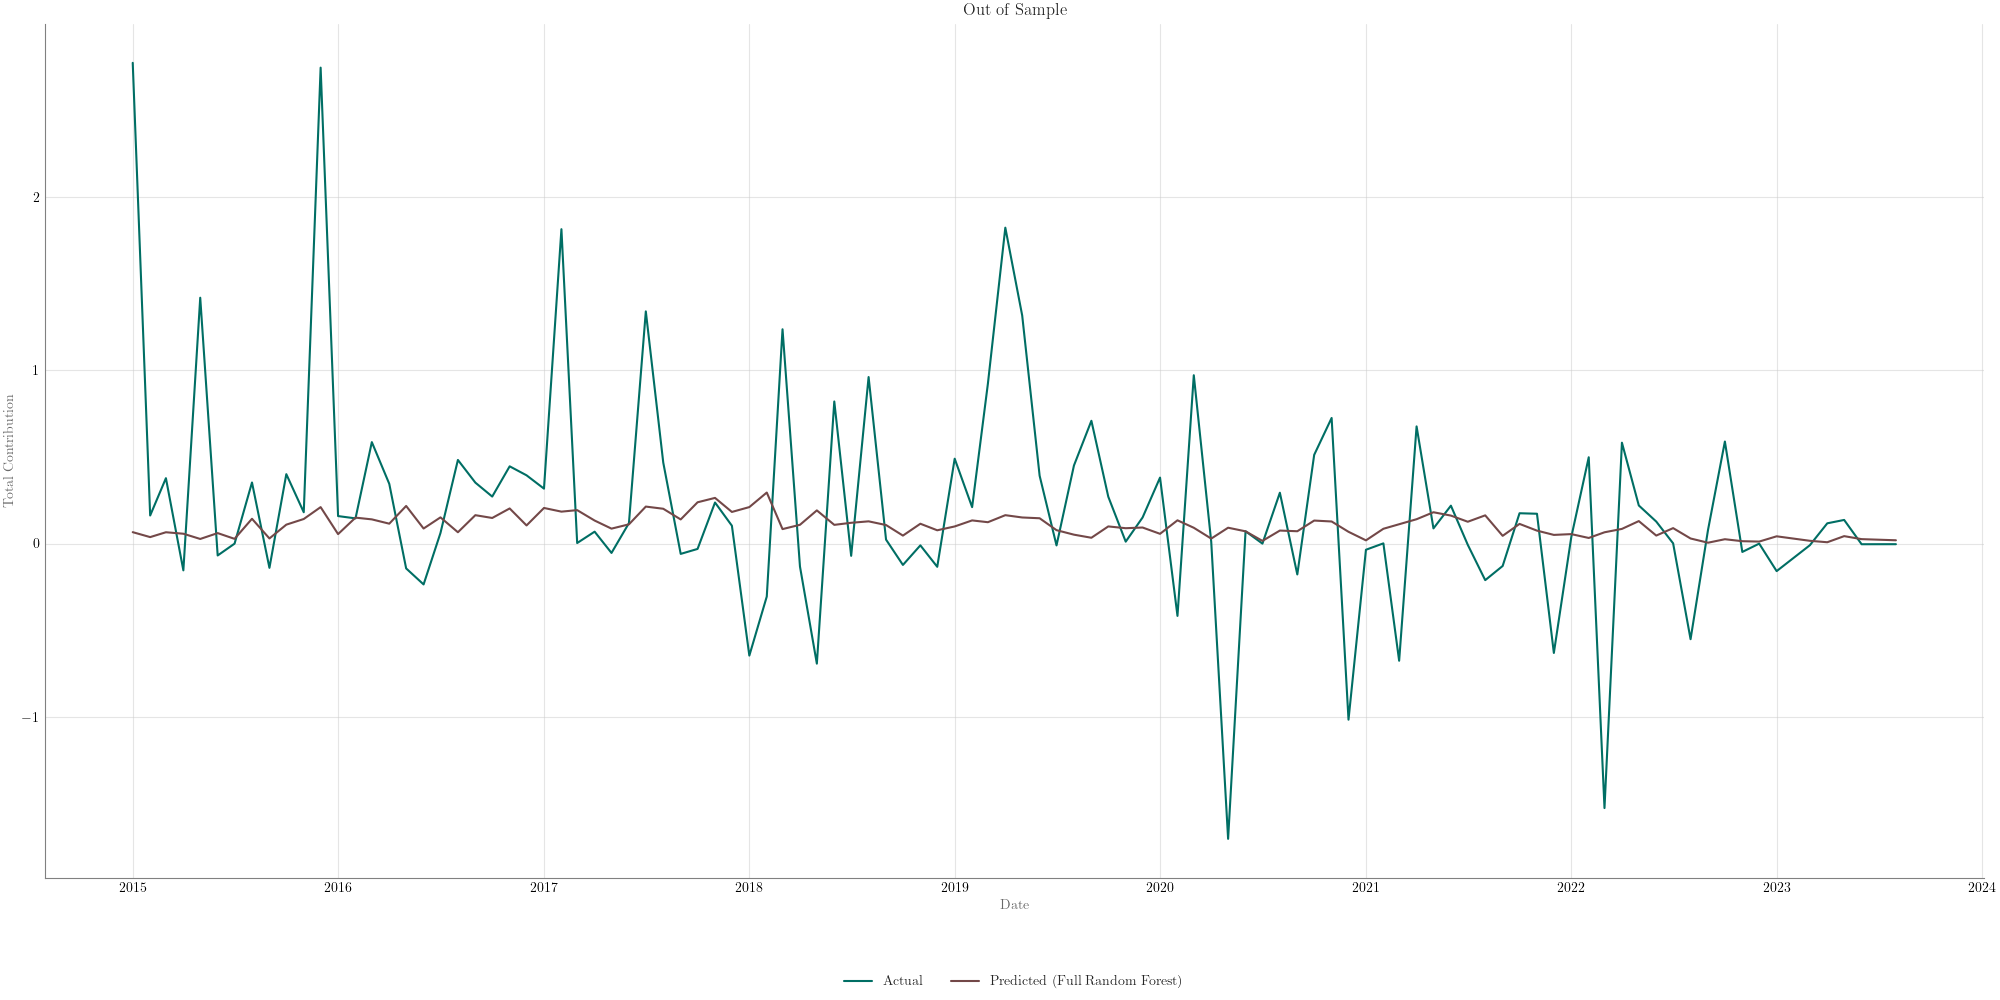 Out of Sample
Total Contribution
2
1
0
−1
2015 2016 2017 2018 2019 2020 2021 2022 2023 2024
Date
Actual Predicted (Full Random Forest)